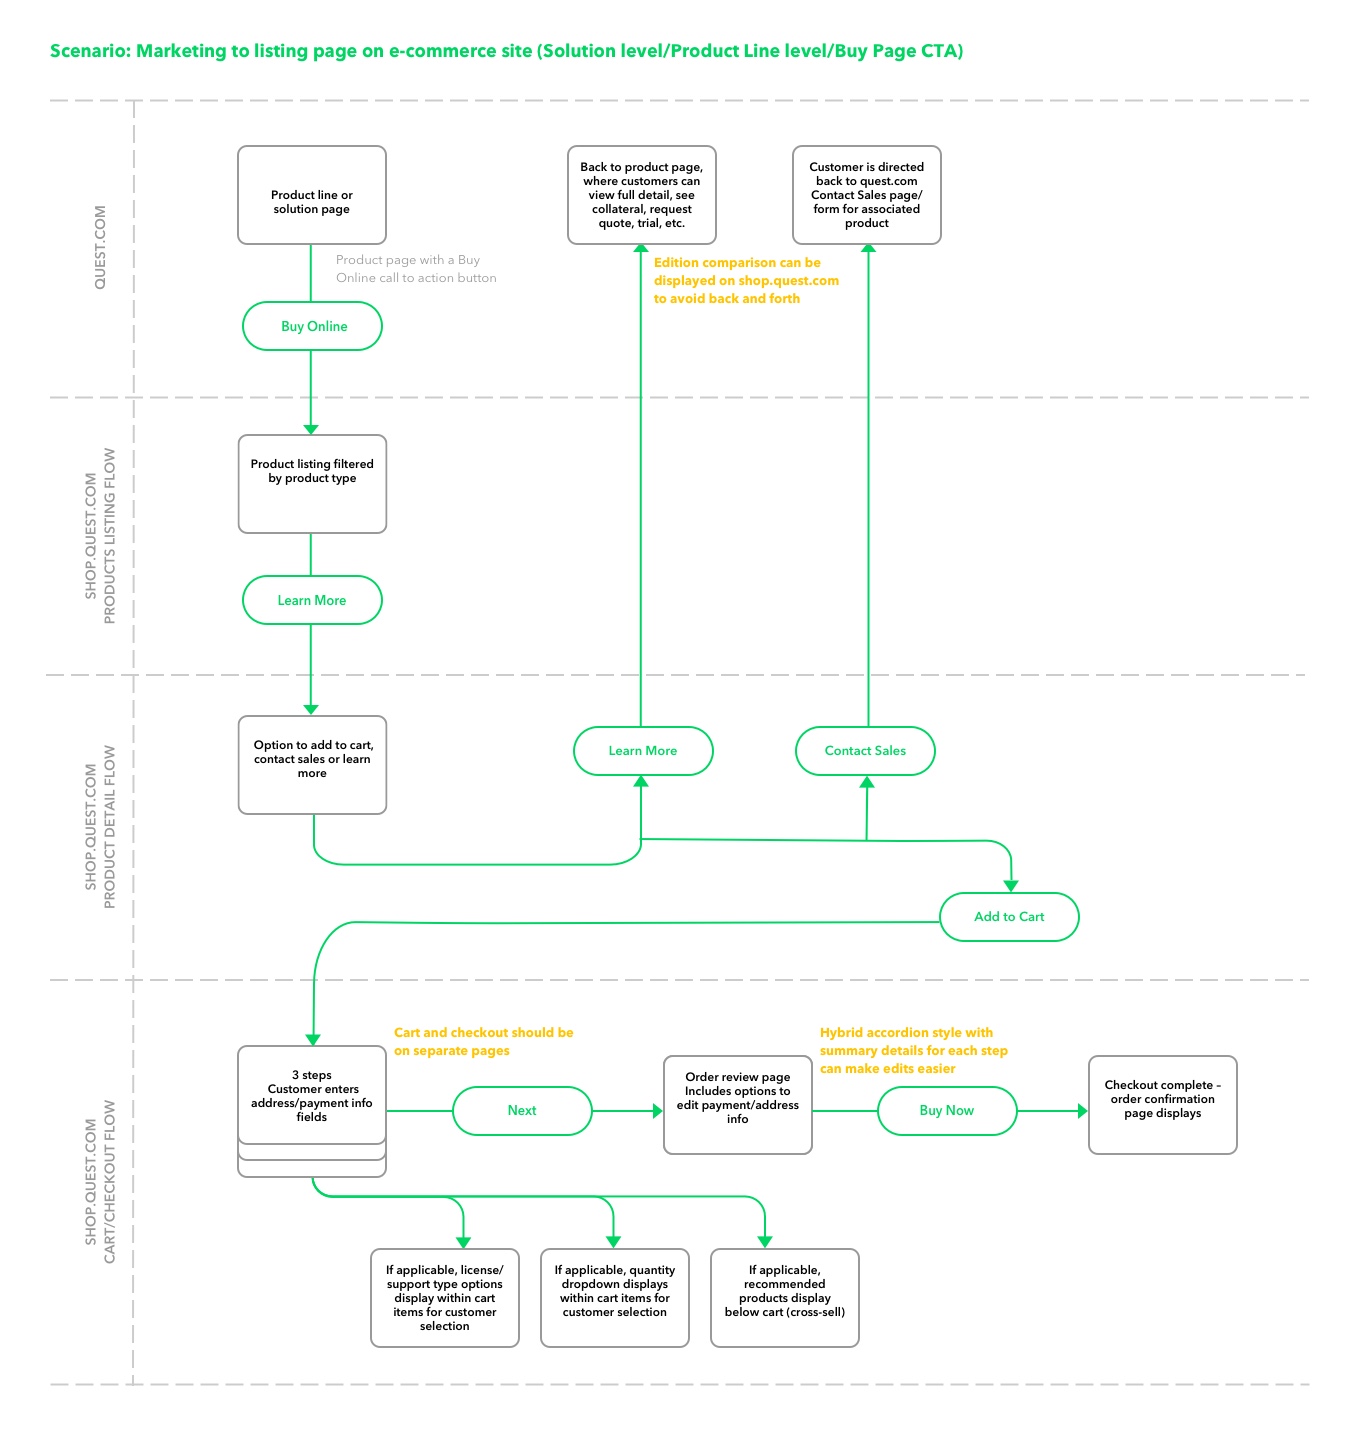 Scenario: Marketing to listing page on e-commerce site (Solution level/Product Line level/Buy Page CTA)
QUEST.COM
Product line or
solution page
Back to product page,
where customers can
view full detail, see
collateral, request
quote, trial, etc.
Customer is directed
back to quest.com
Contact Sales page/
form for associated
product
Product page with a Buy
Online call to action button
Edition comparison can be
displayed on shop.quest.com
to avoid back and forth
Buy Online
SHOP.QUEST.COM
PRODUCTS LISTING FLOW
Product listing filtered
by product type
Learn More
SHOP.QUEST.COM
PRODUCT DETAIL FLOW
Option to add to cart,
contact sales or learn
more
Learn More
Contact Sales
Add to Cart
SHOP.QUEST.COM
CART/CHECKOUT FLOW
3 steps
Customer enters
address/payment info
fields
Cart and checkout should be
on separate pages
Next
Order review page
Includes options to
edit payment/address
info
Hybrid accordion style with
summary details for each step
can make edits easier
Buy Now
Checkout complete –
order confirmation
page displays
If applicable, license/
support type options
display within cart
items for customer
selection
If applicable, quantity
dropdown displays
within cart items for
customer selection
If applicable,
recommended
products display
below cart (cross-sell)